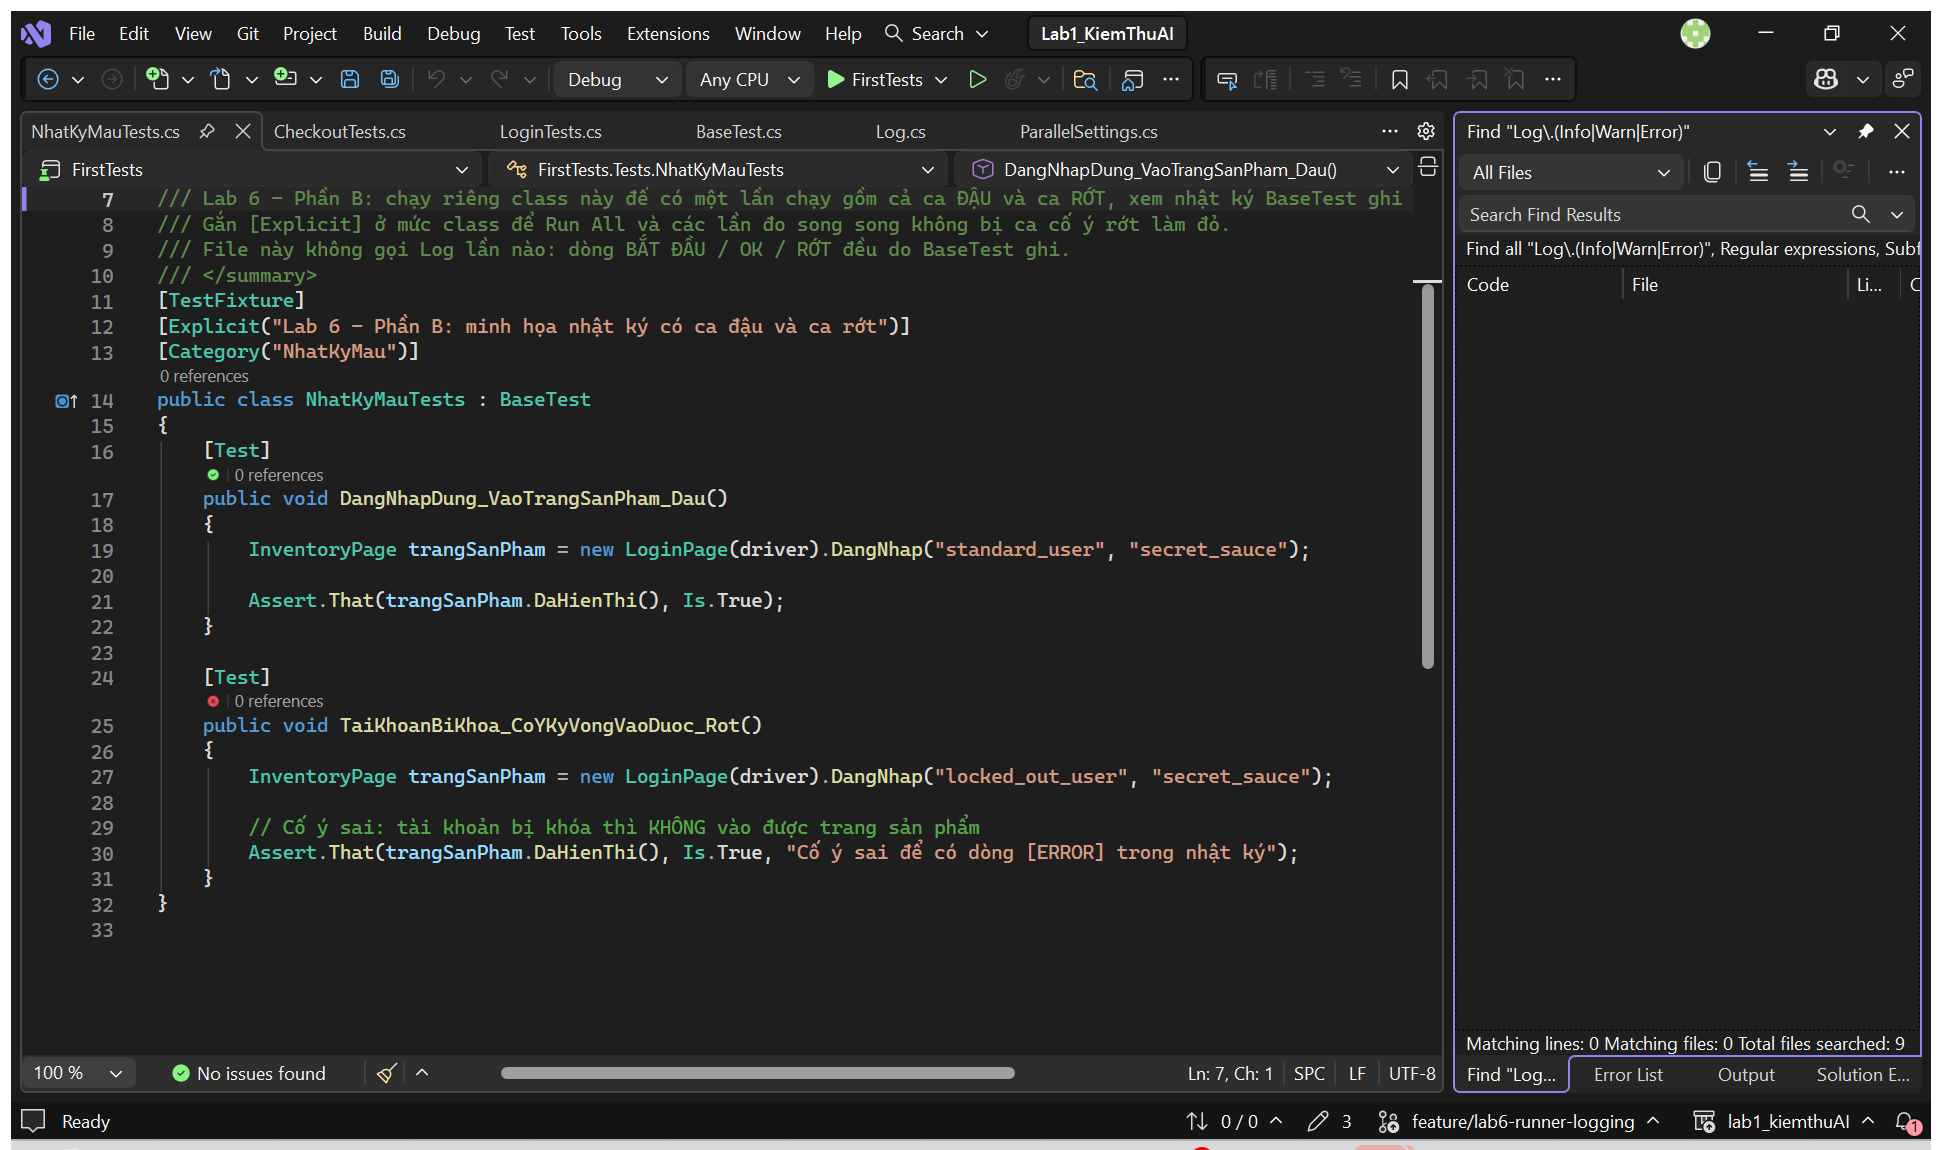 File Edit View Git Project Build Debug Test Tools Extensions Window Help Search Lab1_KiemThuAI
Debug Any CPU FirstTests
NhatKyMauTests.cs CheckoutTests.cs LoginTests.cs BaseTest.cs Log.cs ParallelSettings.cs
FirstTests FirstTests.Tests.NhatKyMauTests DangNhapDung_VaoTrangSanPham_Dau()
7 /// Lab 6 – Phần B: chạy riêng class này để có một lần chạy gồm cả ca ĐẬU và ca RỚT, xem nhật ký BaseTest ghi
8 /// Gắn [Explicit] ở mức class để Run All và các lần đo song song không bị ca cố ý rớt làm đỏ.
9 /// File này không gọi Log lần nào: dòng BẮT ĐẦU / OK / RỚT đều do BaseTest ghi.
10 /// </summary>
11 [TestFixture]
12 [Explicit("Lab 6 – Phần B: minh họa nhật ký có ca đậu và ca rớt")]
13 [Category("NhatKyMau")]
0 references
14 public class NhatKyMauTests : BaseTest
15 {
16 [Test]
0 references
17 public void DangNhapDung_VaoTrangSanPham_Dau()
18 {
19 InventoryPage trangSanPham = new LoginPage(driver).DangNhap("standard_user", "secret_sauce");
20
21 Assert.That(trangSanPham.DaHienThi(), Is.True);
22 }
23
24 [Test]
0 references
25 public void TaiKhoanBiKhoa_CoYKyVongVaoDuoc_Rot()
26 {
27 InventoryPage trangSanPham = new LoginPage(driver).DangNhap("locked_out_user", "secret_sauce");
28
29 // Cố ý sai: tài khoản bị khóa thì KHÔNG vào được trang sản phẩm
30 Assert.That(trangSanPham.DaHienThi(), Is.True, "Cố ý sai để có dòng [ERROR] trong nhật ký");
31 }
32 }
33
100 % No issues found Ln: 7, Ch: 1 SPC LF UTF-8
Find "Log\.(Info|Warn|Error)"
All Files
Search Find Results
Find all "Log\.(Info|Warn|Error)", Regular expressions, Subf
Code File Li... C
Matching lines: 0 Matching files: 0 Total files searched: 9
Find "Log... Error List Output Solution E...
Ready 0 / 0 3 feature/lab6-runner-logging lab1_kiemthuAI 1